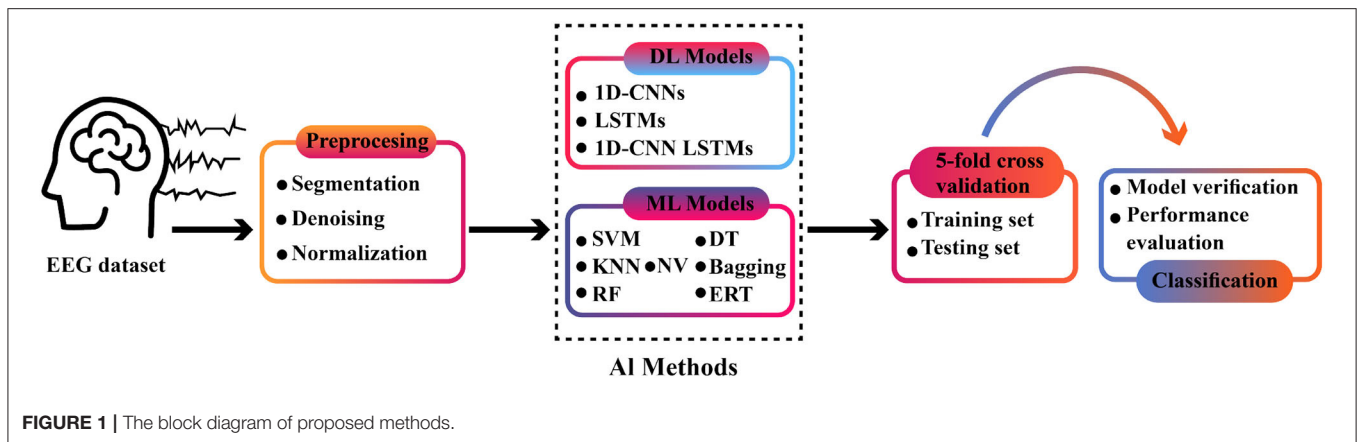 EEG dataset
Preprocesing
● Segmentation
● Denoising
● Normalization
DL Models
● 1D-CNNs
● LSTMs
● 1D-CNN LSTMs
ML Models
● SVM ● DT
● KNN ● NV ● Bagging
● RF ● ERT
AI Methods
5-fold cross
validation
● Training set
● Testing set
● Model verification
● Performance
evaluation
Classification
FIGURE 1 | The block diagram of proposed methods.